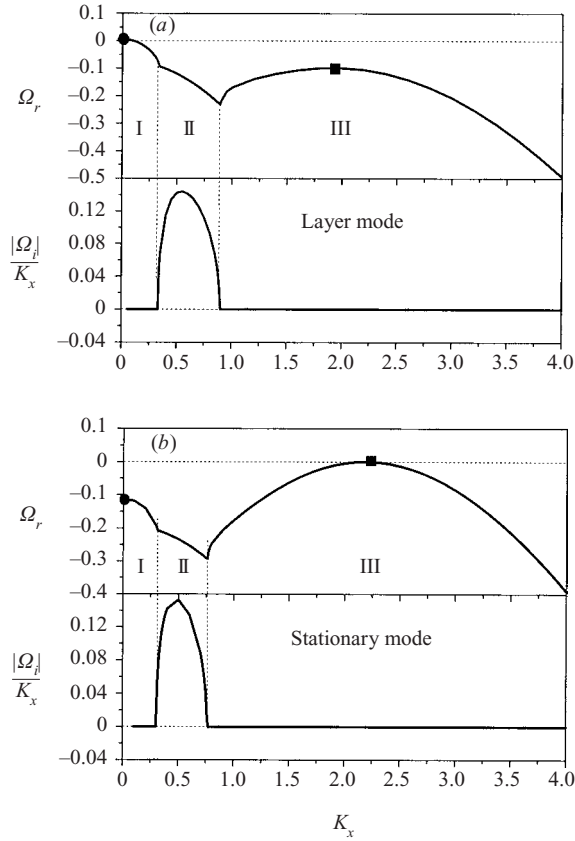 (a)
0.1
0
–0.1
–0.2
–0.3
–0.4
–0.5
Ω_r
I II III
0.12
0.08
0.04
0
–0.04
|Ω_i|
K_x
Layer mode
0 0.5 1.0 1.5 2.0 2.5 3.0 3.5 4.0
(b)
0.1
0
–0.1
–0.2
–0.3
–0.4
Ω_r
I II III
0.12
0.08
0.04
0
–0.04
|Ω_i|
K_x
Stationary mode
0 0.5 1.0 1.5 2.0 2.5 3.0 3.5 4.0
K_x